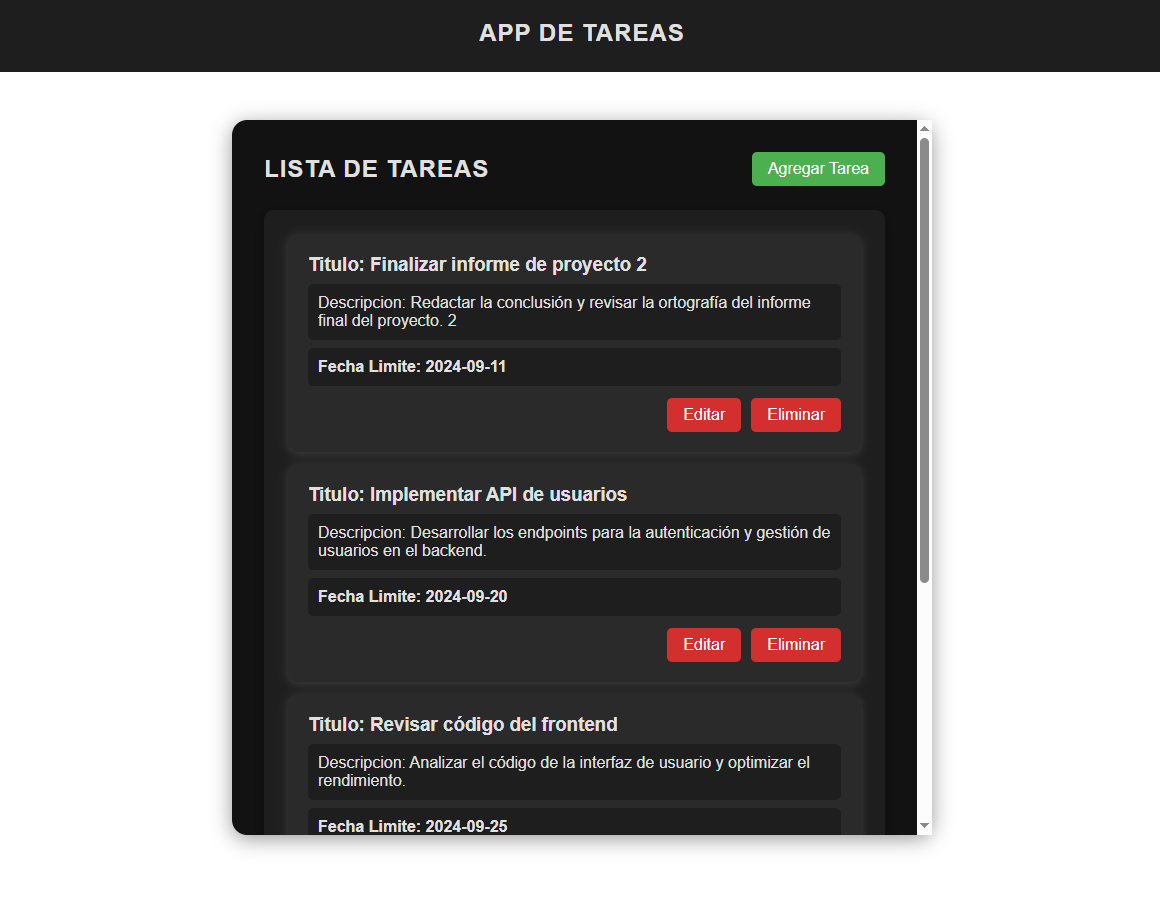 APP DE TAREAS
LISTA DE TAREAS
Agregar Tarea
Titulo: Finalizar informe de proyecto 2
Descripcion: Redactar la conclusión y revisar la ortografía del informe
final del proyecto. 2
Fecha Limite: 2024-09-11
Editar
Eliminar
Titulo: Implementar API de usuarios
Descripcion: Desarrollar los endpoints para la autenticación y gestión de
usuarios en el backend.
Fecha Limite: 2024-09-20
Editar
Eliminar
Titulo: Revisar código del frontend
Descripcion: Analizar el código de la interfaz de usuario y optimizar el
rendimiento.
Fecha Limite: 2024-09-25